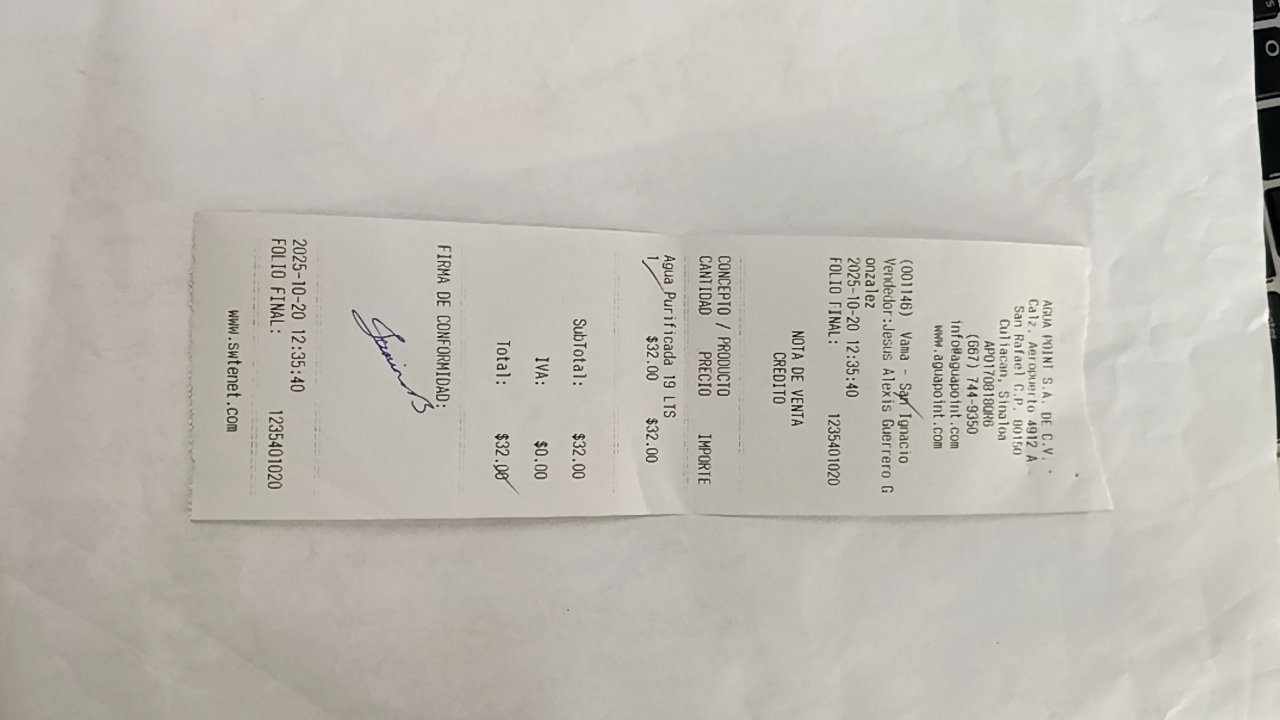 AGUA POINT S.A. DE C.V.
Calz. Aeropuerto 4912 A
San Rafael C.P. 80150
Culiacan, Sinaloa
APO170818QR6
(667) 744-9350
info@aguapoint.com
www.aguapoint.com
(001146) Vama - San Ignacio
Vendedor:Jesus Alexis Guerrero G
onzalez
2025-10-20 12:35:40
FOLIO FINAL: 1235401020
NOTA DE VENTA
CREDITO
CONCEPTO / PRODUCTO
CANTIDAD PRECIO IMPORTE
Agua Purificada 19 LTS
1 $32.00 $32.00
SubTotal: $32.00
IVA: $0.00
Total: $32.00
FIRMA DE CONFORMIDAD:
2025-10-20 12:35:40
FOLIO FINAL: 1235401020
www.swtenet.com